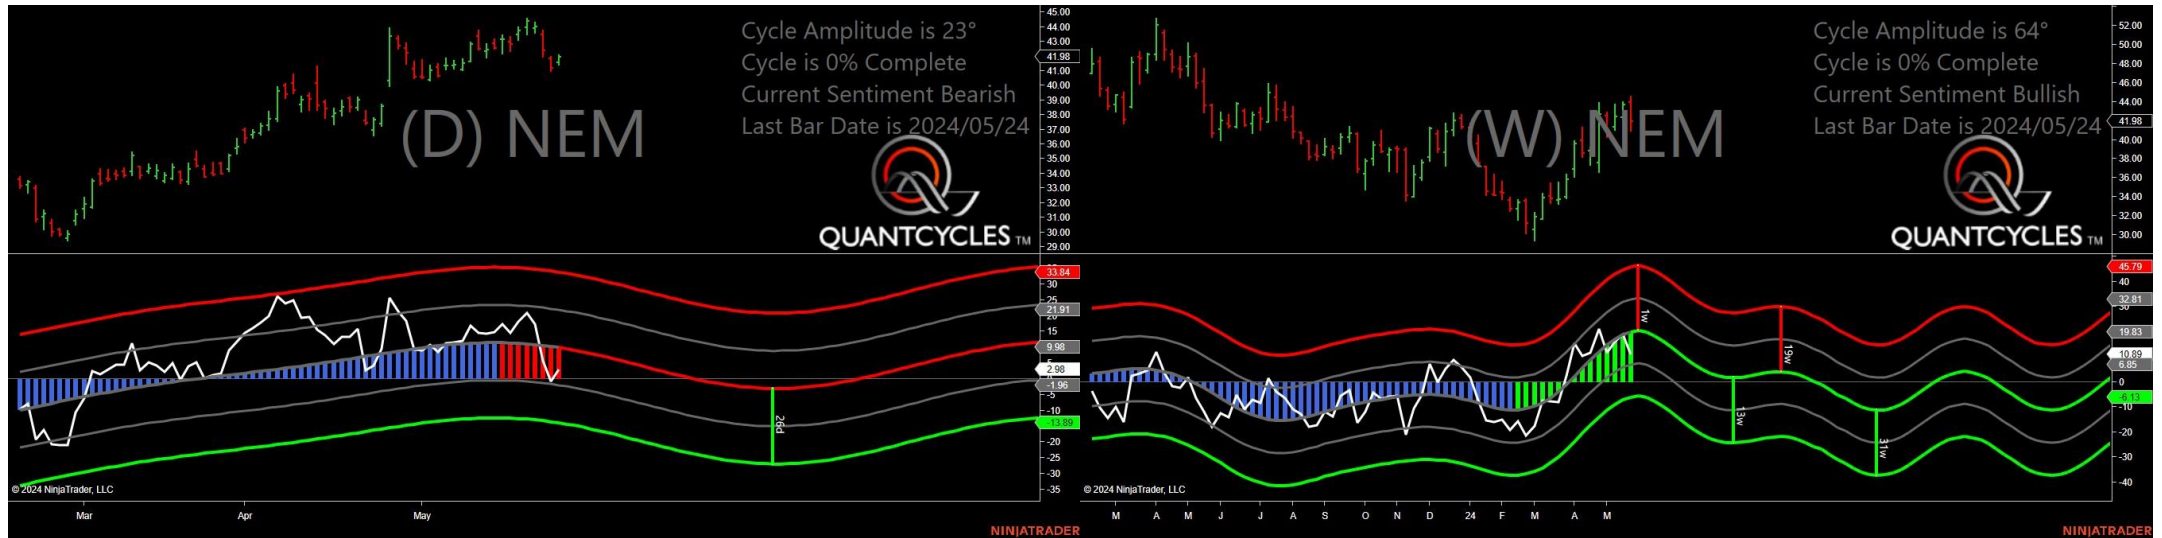 Cycle Amplitude is 23°
Cycle is 0% Complete
Current Sentiment Bearish
Last Bar Date is 2024/05/24
(D) NEM
QUANTCYCLES TM
45.00
44.00
43.00
41.98
41.00
40.00
39.00
38.00
37.00
36.00
35.00
34.00
33.00
32.00
31.00
30.00
29.00
33.84
30
25
21.91
20
15
9.98
5
2.98
-1.96
-5
-10
-13.89
-20
-25
-30
-35
26d
© 2024 NinjaTrader, LLC
Mar Apr May
NINJATRADER
Cycle Amplitude is 64°
Cycle is 0% Complete
Current Sentiment Bullish
Last Bar Date is 2024/05/24
(W) NEM
QUANTCYCLES TM
52.00
50.00
48.00
46.00
44.00
41.98
40.00
38.00
36.00
34.00
32.00
30.00
45.79
40
32.81
30
19.83
10.89
6.85
0
-6.13
-10
-20
-30
-40
1w
19w
13w
31w
© 2024 NinjaTrader, LLC
M A M J J A S O N D 24 F M A M
NINJATRADER